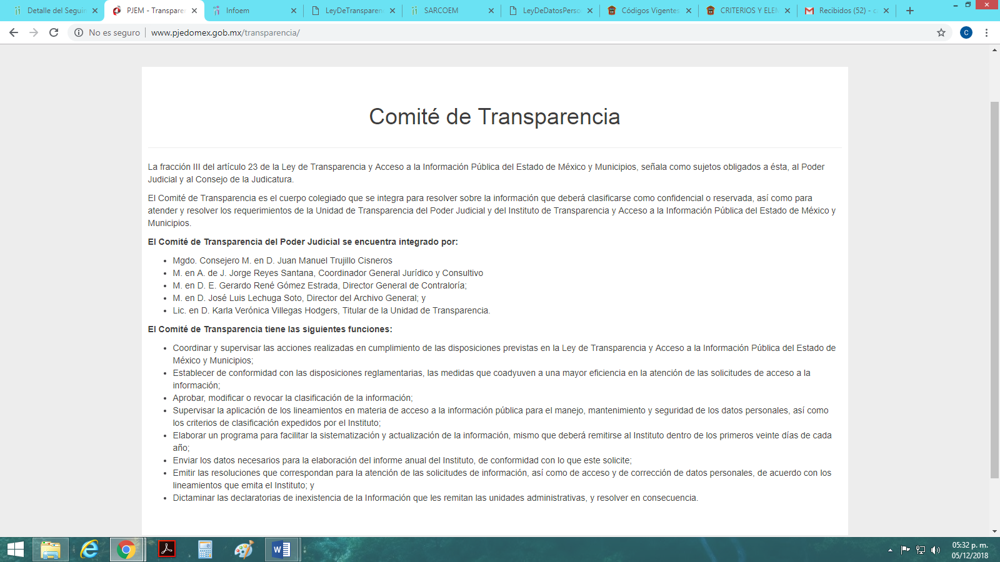 Detalle del Seguin
PJEM - Transparen
Infoem
LeyDeTransparen
SARCOEM
LeyDeDatosPerso
Códigos Vigentes
CRITERIOS Y ELE
Recibidos (52) - c
No es seguro | www.pjedomex.gob.mx/transparencia/
C
Comité de Transparencia
La fracción III del artículo 23 de la Ley de Transparencia y Acceso a la Información Pública del Estado de México y Municipios, señala como sujetos obligados a ésta, al Poder
Judicial y al Consejo de la Judicatura.
El Comité de Transparencia es el cuerpo colegiado que se integra para resolver sobre la información que deberá clasificarse como confidencial o reservada, así como para
atender y resolver los requerimientos de la Unidad de Transparencia del Poder Judicial y del Instituto de Transparencia y Acceso a la Información Pública del Estado de México y
Municipios.
El Comité de Transparencia del Poder Judicial se encuentra integrado por:
• Mgdo. Consejero M. en D. Juan Manuel Trujillo Cisneros
• M. en A. de J. Jorge Reyes Santana, Coordinador General Jurídico y Consultivo
• M. en D. E. Gerardo René Gómez Estrada, Director General de Contraloría;
• M. en D. José Luis Lechuga Soto, Director del Archivo General; y
• Lic. en D. Karla Verónica Villegas Hodgers, Titular de la Unidad de Transparencia.
El Comité de Transparencia tiene las siguientes funciones:
• Coordinar y supervisar las acciones realizadas en cumplimiento de las disposiciones previstas en la Ley de Transparencia y Acceso a la Información Pública del Estado de
México y Municipios;
• Establecer de conformidad con las disposiciones reglamentarias, las medidas que coadyuven a una mayor eficiencia en la atención de las solicitudes de acceso a la
información;
• Aprobar, modificar o revocar la clasificación de la información;
• Supervisar la aplicación de los lineamientos en materia de acceso a la información pública para el manejo, mantenimiento y seguridad de los datos personales, así como
los criterios de clasificación expedidos por el Instituto;
• Elaborar un programa para facilitar la sistematización y actualización de la información, mismo que deberá remitirse al Instituto dentro de los primeros veinte días de cada
año;
• Enviar los datos necesarios para la elaboración del informe anual del Instituto, de conformidad con lo que este solicite;
• Emitir las resoluciones que correspondan para la atención de las solicitudes de información, así como de acceso y de corrección de datos personales, de acuerdo con los
lineamientos que emita el Instituto; y
• Dictaminar las declaratorias de inexistencia de la Información que les remitan las unidades administrativas, y resolver en consecuencia.
05:32 p. m.
05/12/2018